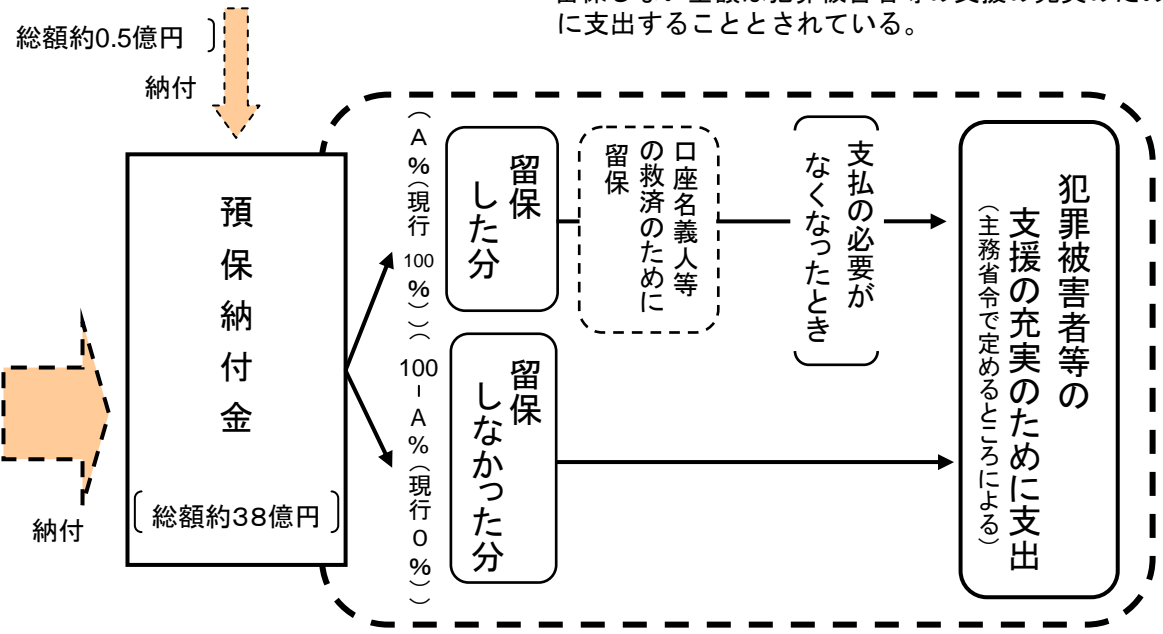 に支出することとされている。
総額約0.5億円
納付
納付
預保納付金
総額約38億円
（A％（現行100％））
（100－A％（現行0％））
留保
した分
留保
しなかった分
口座名義人等
の救済のために
留保
支払の必要が
なくなったとき
犯罪被害者等の
支援の充実のために支出
（主務省令で定めるところによる）